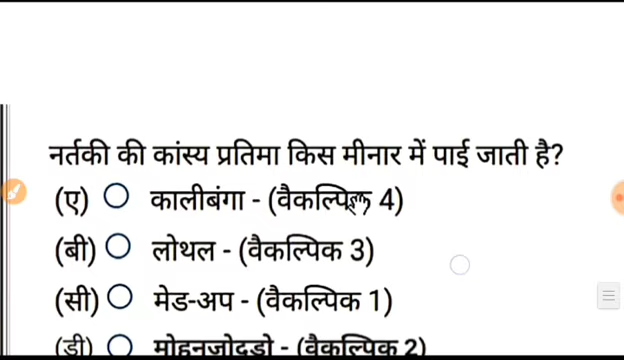 नर्तकी की कांस्य प्रतिमा किस मीनार में पाई जाती है?
(ए) कालीबंगा - (वैकल्पिक 4)
(बी) लोथल - (वैकल्पिक 3)
(सी) मेड-अप - (वैकल्पिक 1)
(डी) मोहनजोदड़ो - (वैकल्पिक 2)